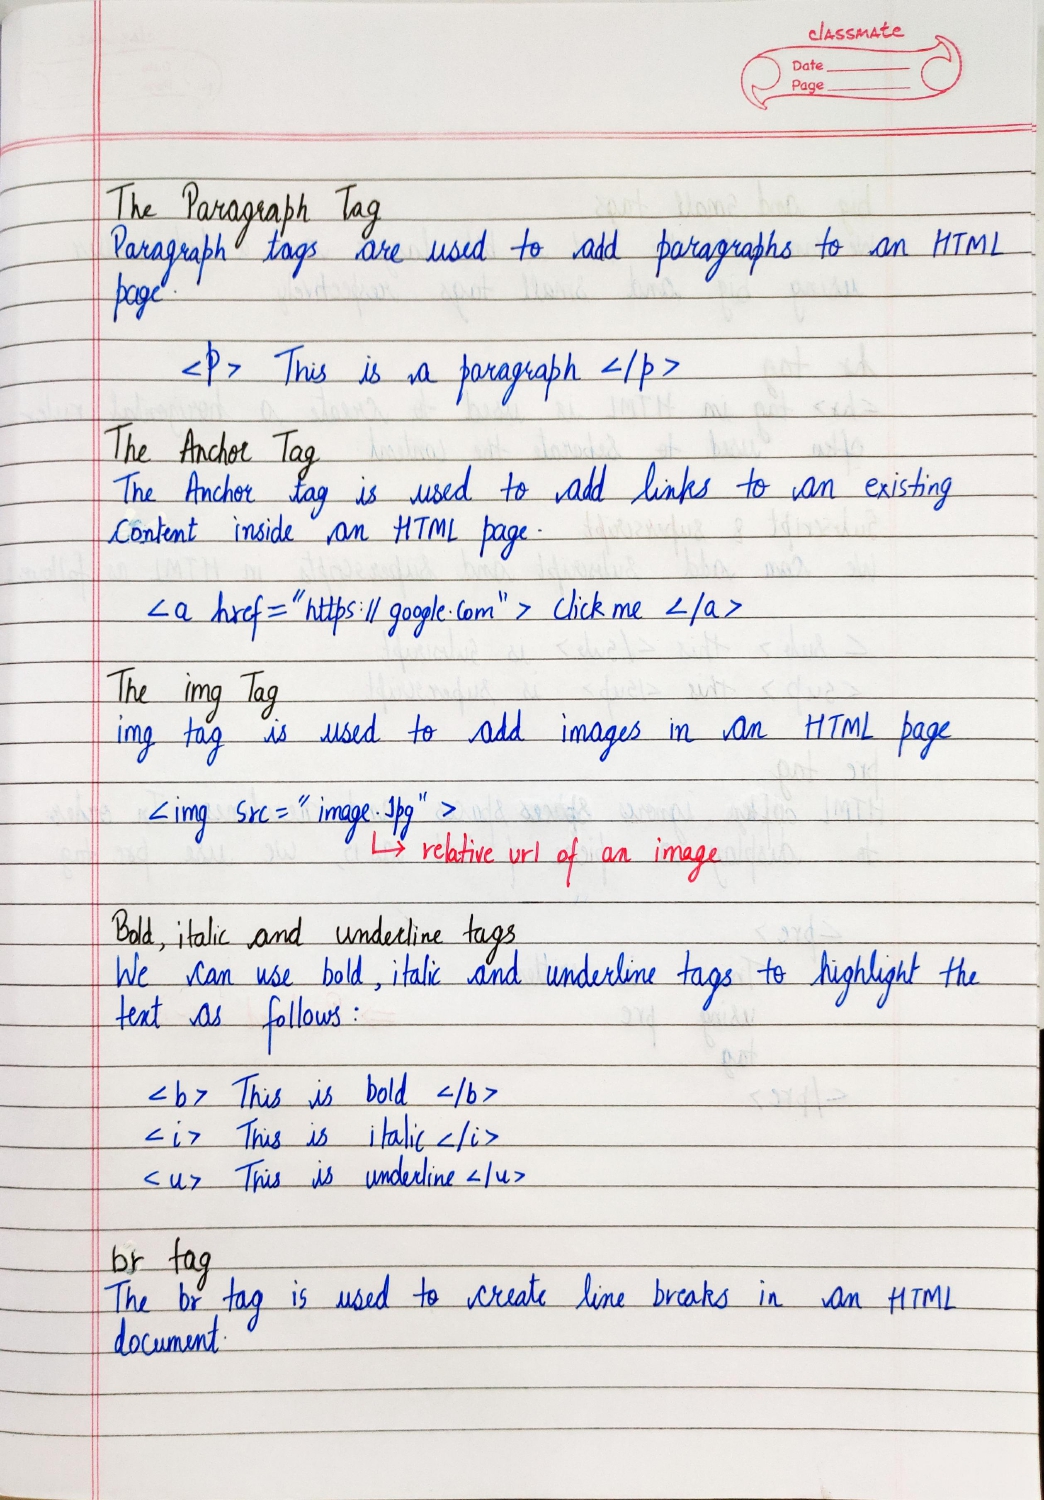 classmate
Date
Page
The Paragraph Tag
Paragraph tags are used to add paragraphs to an HTML
page.
<p> This is a paragraph </p>
The Anchor Tag
The Anchor tag is used to add links to an existing
content inside an HTML page.
<a href="https://google.com"> Click me </a>
The img Tag
img tag is used to add images in an HTML page
<img src="image.jpg">
↳ relative url of an image
Bold, italic and underline tags
We can use bold, italic and underline tags to highlight the
text as follows:
<b> This is bold </b>
<i> This is italic </i>
<u> This is underline </u>
br tag
The br tag is used to create line breaks in an HTML
document.